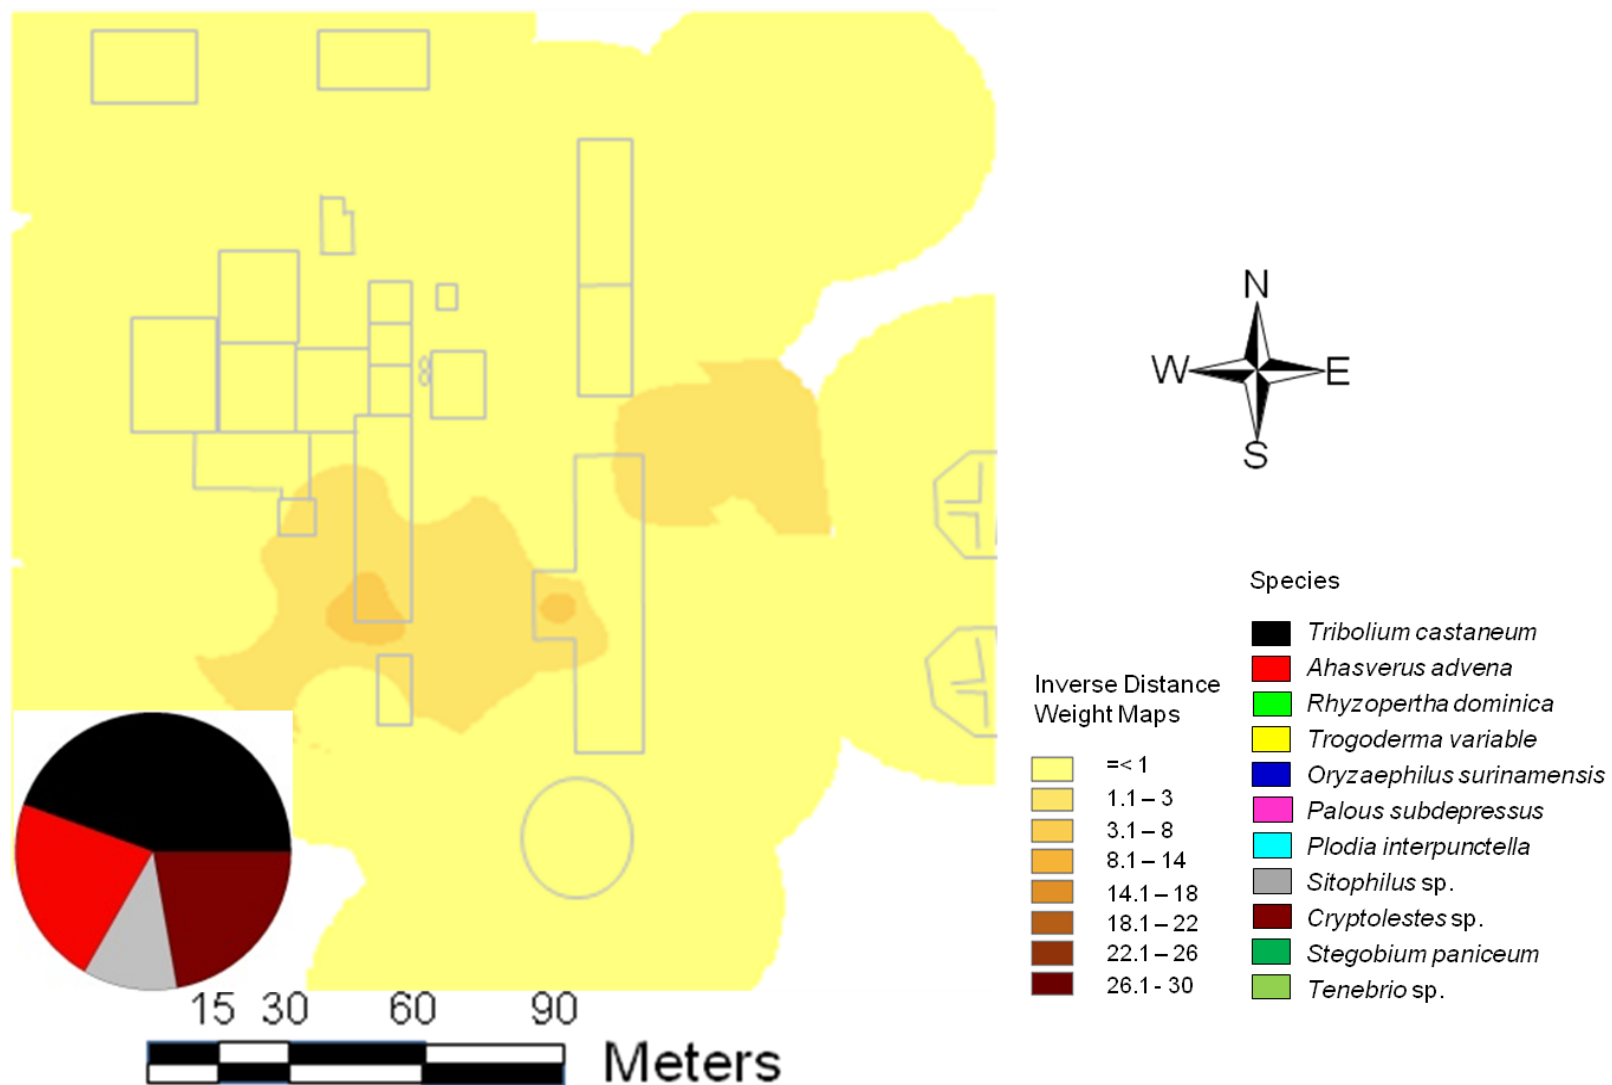 N
W E
S
Species
Tribolium castaneum
Ahasverus advena
Rhyzopertha dominica
Trogoderma variable
Oryzaephilus surinamensis
Palous subdepressus
Plodia interpunctella
Sitophilus sp.
Cryptolestes sp.
Stegobium paniceum
Tenebrio sp.
Inverse Distance
Weight Maps
=< 1
1.1 – 3
3.1 – 8
8.1 – 14
14.1 – 18
18.1 – 22
22.1 – 26
26.1 - 30
15 30 60 90
Meters